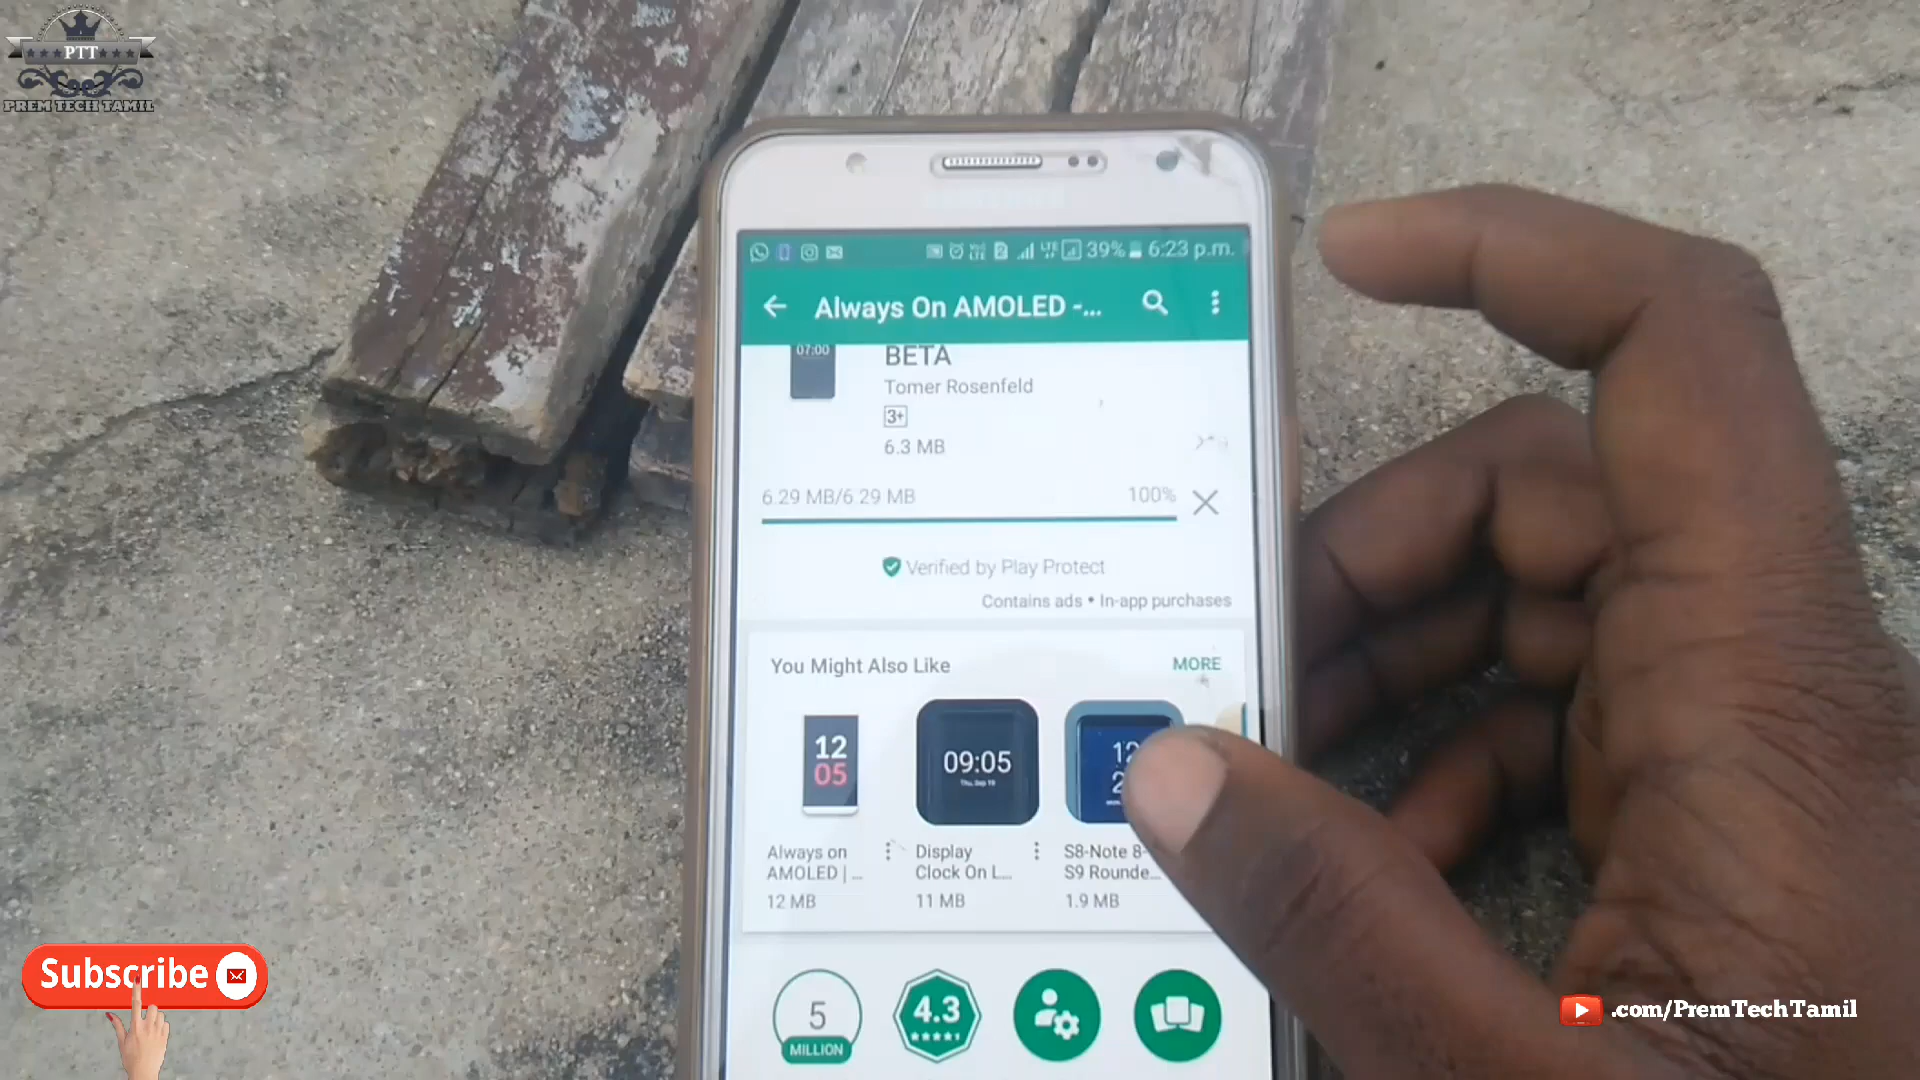 PTT
PREM TECH TAMIL
39% 6:23 p.m.
Always On AMOLED -...
07:00
BETA
Tomer Rosenfeld
3+
6.3 MB
6.29 MB/6.29 MB 100%
Verified by Play Protect
Contains ads • In-app purchases
You Might Also Like MORE
12
05
09:05
12
Always on
AMOLED | ...
12 MB
Display
Clock On L...
11 MB
S8-Note 8-
S9 Rounde...
1.9 MB
5
MILLION
4.3
Subscribe
.com/PremTechTamil